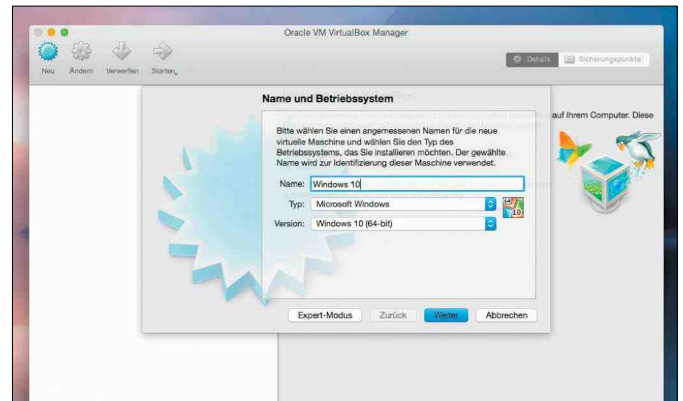 Oracle VM VirtualBox Manager
Neu Ändern Verwerfen Starten
Details Sicherungspunkte
Name und Betriebssystem
auf Ihrem Computer. Diese
Bitte wählen Sie einen angemessenen Namen für die neue
virtuelle Maschine und wählen Sie den Typ des
Betriebssystems, das Sie installieren möchten. Der gewählte
Name wird zur Identifizierung dieser Maschine verwendet.
Name: Windows 10
Typ: Microsoft Windows
10
Version: Windows 10 (64-bit)
Expert-Modus Zurück Weiter Abbrechen